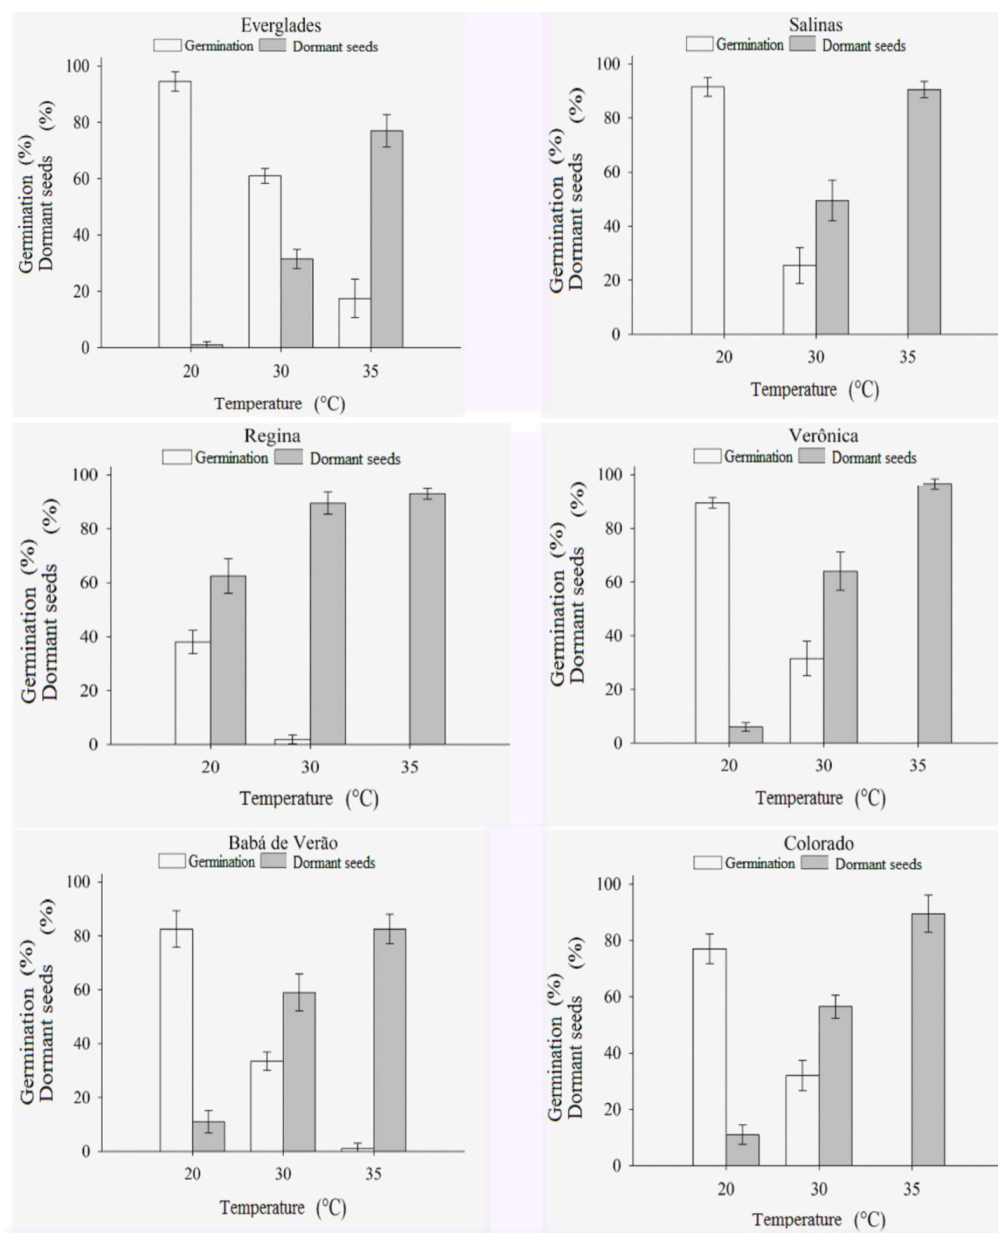 Everglades
Germination Dormant seeds
Germination (%)
Dormant seeds (%)
100
80
60
40
20
0
20 30 35
Temperature (°C)
Salinas
Germination Dormant seeds
Germination (%)
Dormant seeds (%)
100
80
60
40
20
0
20 30 35
Temperature (°C)
Regina
Germination Dormant seeds
Germination (%)
Dormant seeds (%)
100
80
60
40
20
0
20 30 35
Temperature (°C)
Verônica
Germination Dormant seeds
Germination (%)
Dormant seeds (%)
100
80
60
40
20
0
20 30 35
Temperature (°C)
Babá de Verão
Germination Dormant seeds
Germination (%)
Dormant seeds (%)
100
80
60
40
20
0
20 30 35
Temperature (°C)
Colorado
Germination Dormant seeds
Germination (%)
Dormant seeds (%)
100
80
60
40
20
0
20 30 35
Temperature (°C)